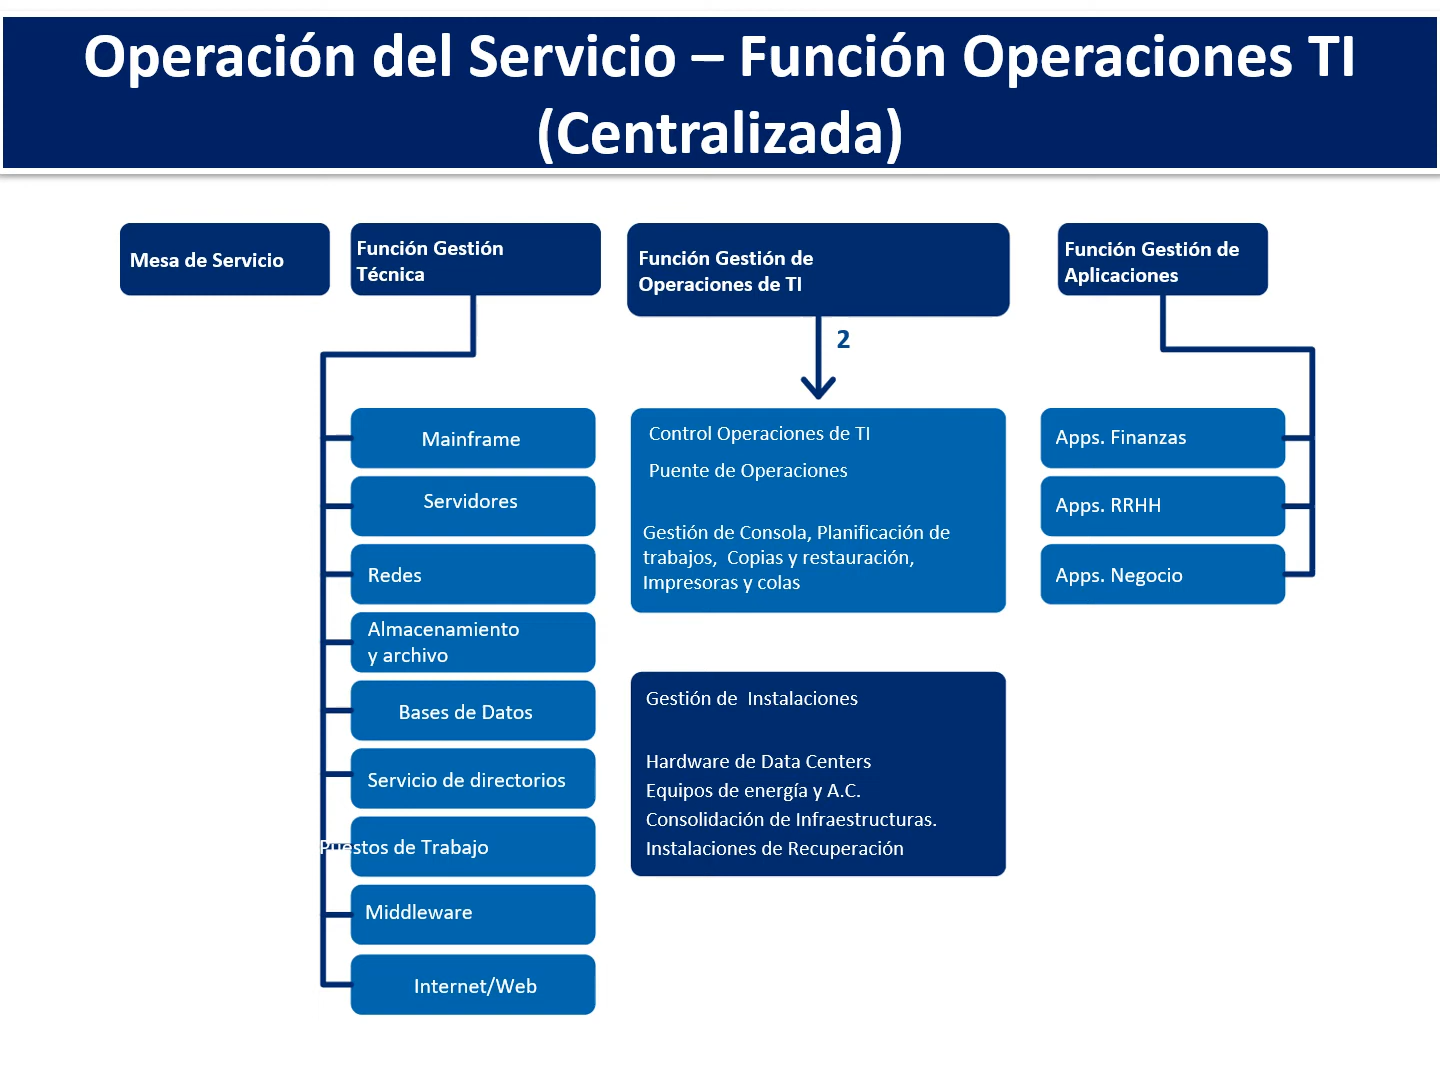 Operación del Servicio – Función Operaciones TI
(Centralizada)
Mesa de Servicio
Función Gestión
Técnica
Función Gestión de
Operaciones de TI
Función Gestión de
Aplicaciones
2
Mainframe
Servidores
Redes
Almacenamiento
y archivo
Bases de Datos
Servicio de directorios
Puestos de Trabajo
Middleware
Internet/Web
Control Operaciones de TI
Puente de Operaciones
Gestión de Consola, Planificación de
trabajos,  Copias y restauración,
Impresoras y colas
Gestión de  Instalaciones
Hardware de Data Centers
Equipos de energía y A.C.
Consolidación de Infraestructuras.
Instalaciones de Recuperación
Apps. Finanzas
Apps. RRHH
Apps. Negocio